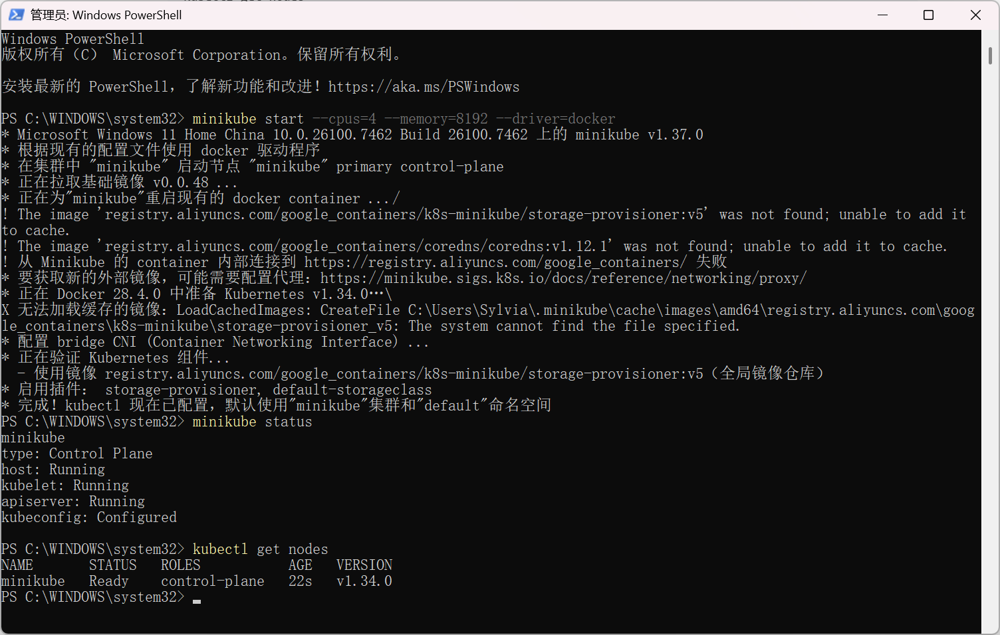 管理员: Windows PowerShell
Windows PowerShell
版权所有（C） Microsoft Corporation。保留所有权利。
安装最新的 PowerShell，了解新功能和改进！https://aka.ms/PSWindows
PS C:\WINDOWS\system32> minikube start --cpus=4 --memory=8192 --driver=docker
* Microsoft Windows 11 Home China 10.0.26100.7462 Build 26100.7462 上的 minikube v1.37.0
* 根据现有的配置文件使用 docker 驱动程序
* 在集群中 "minikube" 启动节点 "minikube" primary control-plane
* 正在拉取基础镜像 v0.0.48 ...
* 正在为"minikube"重启现有的 docker container .../
! The image 'registry.aliyuncs.com/google_containers/k8s-minikube/storage-provisioner:v5' was not found; unable to add it
to cache.
! The image 'registry.aliyuncs.com/google_containers/coredns/coredns:v1.12.1' was not found; unable to add it to cache.
! 从 Minikube 的 container 内部连接到 https://registry.aliyuncs.com/google_containers/ 失败
* 要获取新的外部镜像，可能需要配置代理：https://minikube.sigs.k8s.io/docs/reference/networking/proxy/
* 正在 Docker 28.4.0 中准备 Kubernetes v1.34.0…\
X 无法加载缓存的镜像：LoadCachedImages: CreateFile C:\Users\Sylvia\.minikube\cache\images\amd64\registry.aliyuncs.com\goog
le_containers\k8s-minikube\storage-provisioner_v5: The system cannot find the file specified.
* 配置 bridge CNI (Container Networking Interface) ...
* 正在验证 Kubernetes 组件...
- 使用镜像 registry.aliyuncs.com/google_containers/k8s-minikube/storage-provisioner:v5（全局镜像仓库）
* 启用插件： storage-provisioner, default-storageclass
* 完成！kubectl 现在已配置，默认使用"minikube"集群和"default"命名空间
PS C:\WINDOWS\system32> minikube status
minikube
type: Control Plane
host: Running
kubelet: Running
apiserver: Running
kubeconfig: Configured
PS C:\WINDOWS\system32> kubectl get nodes
NAME STATUS ROLES AGE VERSION
minikube Ready control-plane 22s v1.34.0
PS C:\WINDOWS\system32>